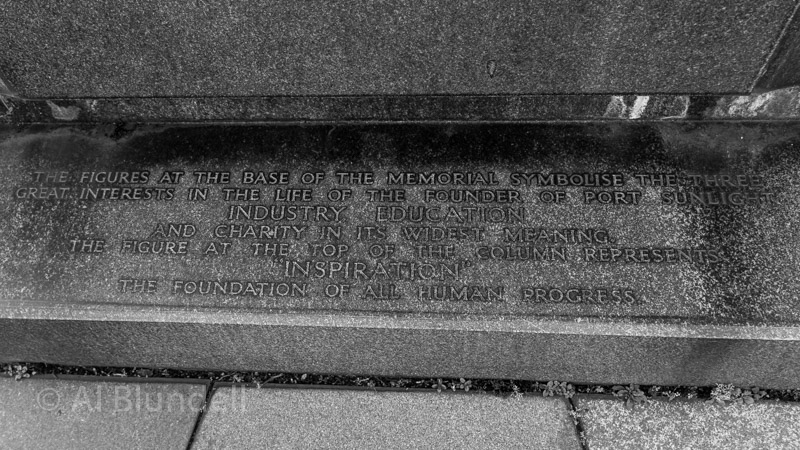 THE FIGURES AT THE BASE OF THE MEMORIAL SYMBOLISE THE THREE
GREAT INTERESTS IN THE LIFE OF THE FOUNDER OF PORT SUNLIGHT
INDUSTRY EDUCATION
AND CHARITY IN ITS WIDEST MEANING.
THE FIGURE AT THE TOP OF THE COLUMN REPRESENTS
"INSPIRATION"
THE FOUNDATION OF ALL HUMAN PROGRESS.
© Al Blundell